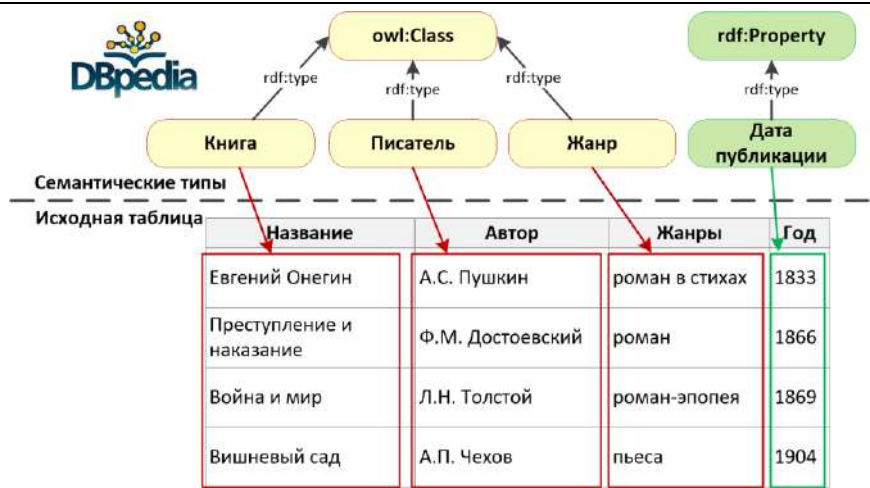 owl:Class
rdf:Property
DBpedia
rdf:type
rdf:type
rdf:type
rdf:type
Книга
Писатель
Жанр
Дата
публикации
Семантические типы
Исходная таблица
Название Автор Жанры Год
Евгений Онегин А.С. Пушкин роман в стихах 1833
Преступление и
наказание Ф.М. Достоевский роман 1866
Война и мир Л.Н. Толстой роман-эпопея 1869
Вишневый сад А.П. Чехов пьеса 1904